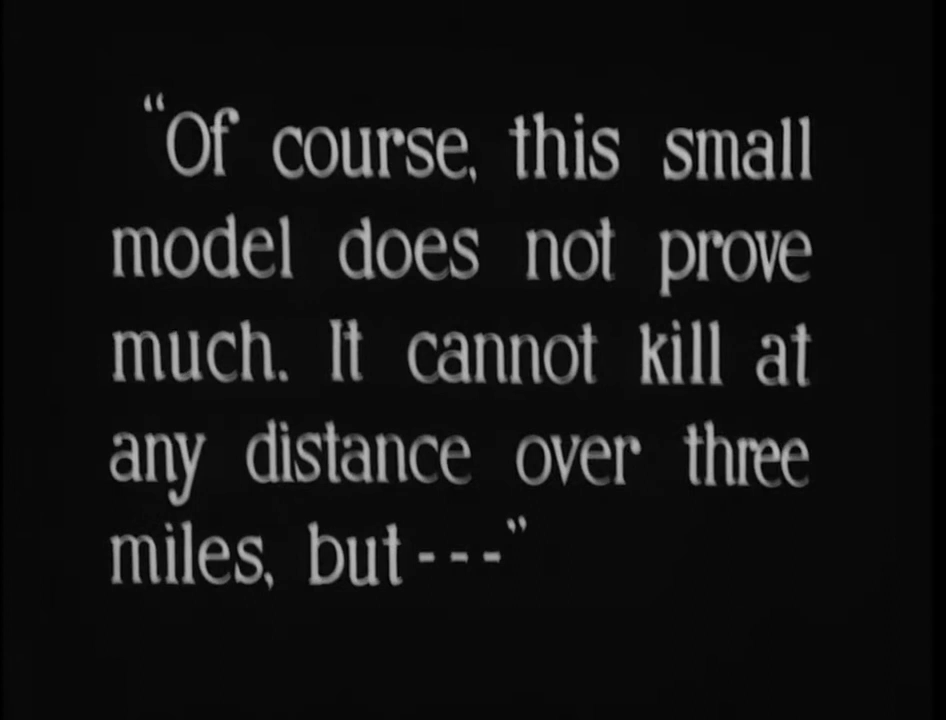 “Of course, this small
model does not prove
much. It cannot kill at
any distance over three
miles, but---”